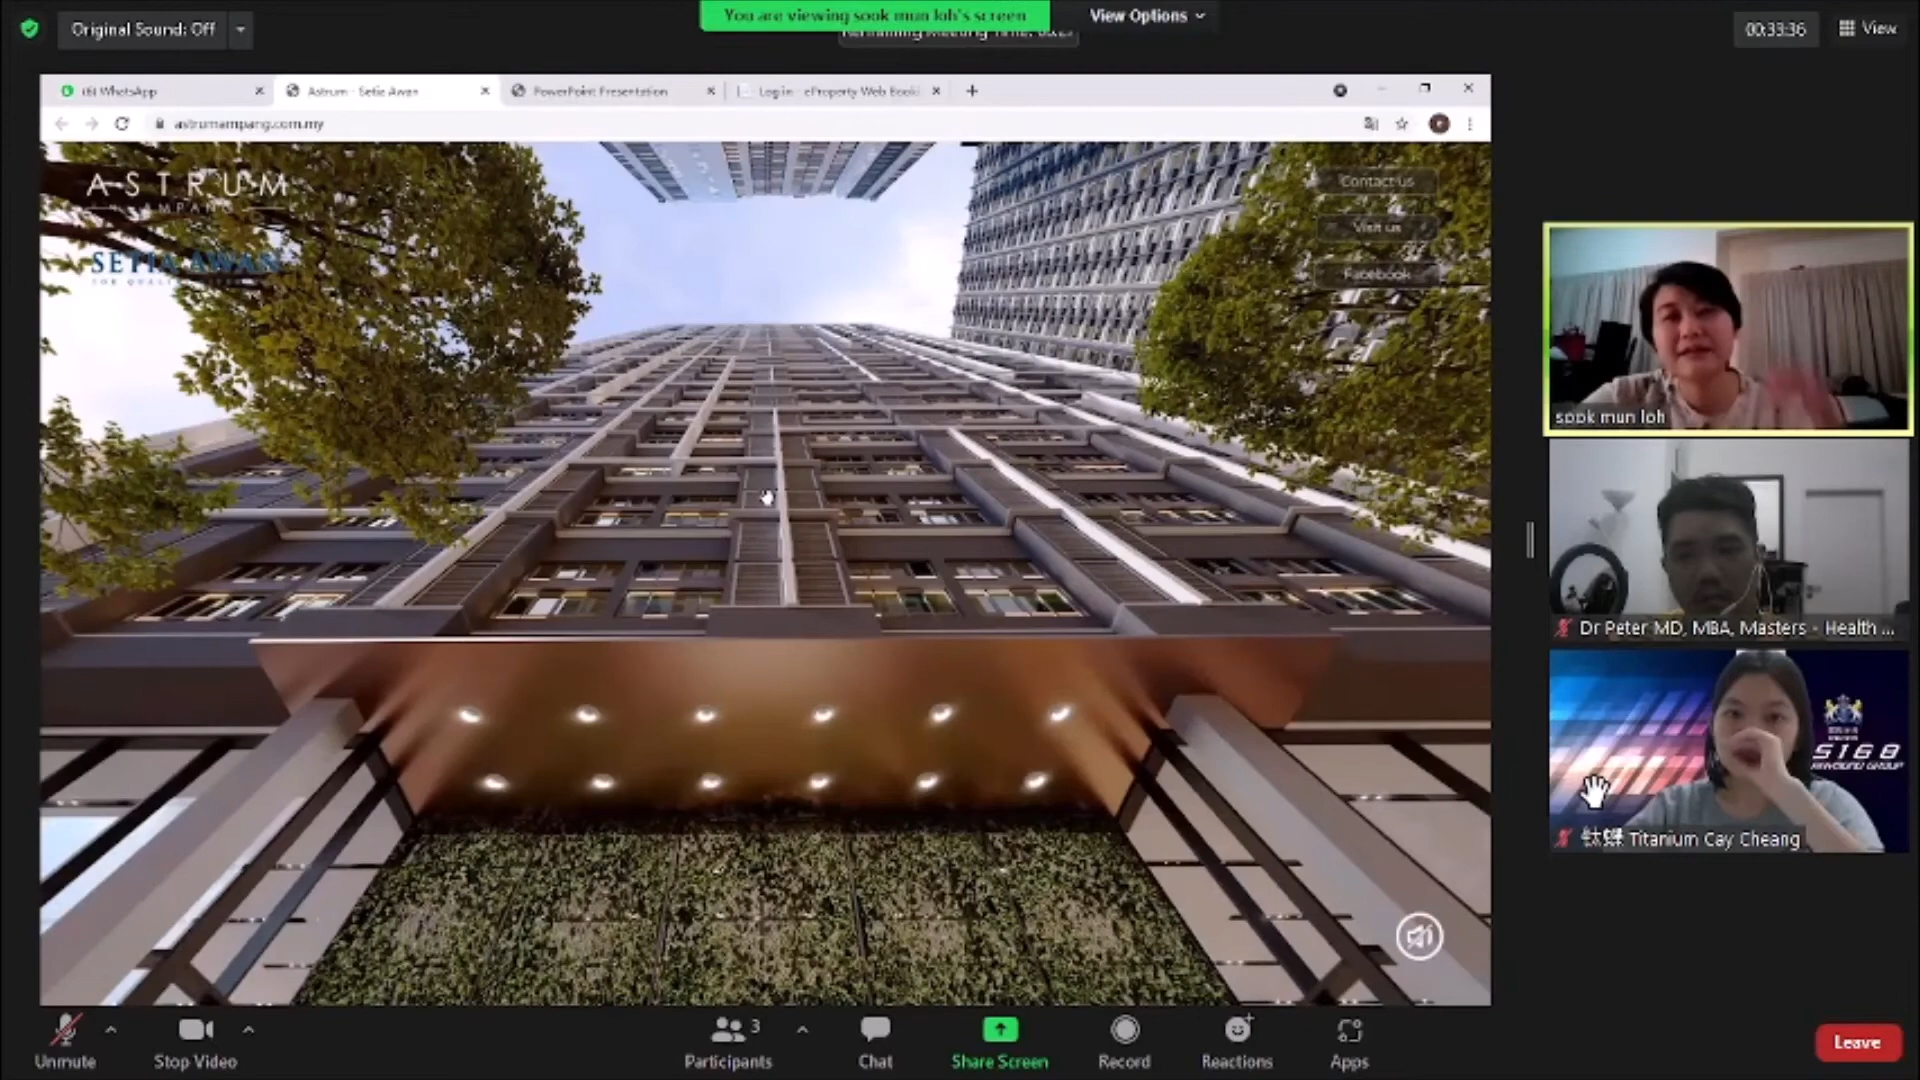 Original Sound: Off
You are viewing sook mun loh's screen
View Options
00:33:36
View
(6) WhatsApp
Astrum - Setia Awan
PowerPoint Presentation
Log in - eProperty Web Booki
astrumampang.com.my
ASTRUM
AMPANG
SETIA AWAN
Contact us
Visit us
Facebook
sook mun loh
Dr Peter MD, MBA, Masters - Health ...
5168
钛蝶 Titanium Cay Cheang
Unmute
Stop Video
3
Participants
Chat
Share Screen
Record
Reactions
Apps
Leave